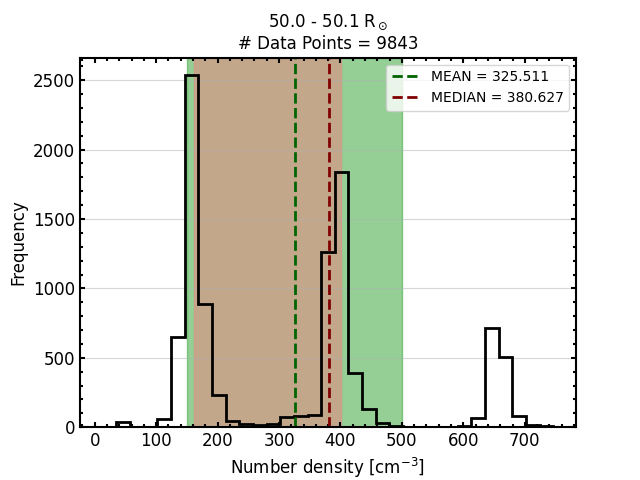 50.0 - 50.1 R⊙
# Data Points = 9843
MEAN = 325.511
MEDIAN = 380.627
2500
2000
1500
1000
500
0
Frequency
0 100 200 300 400 500 600 700
Number density [cm⁻³]